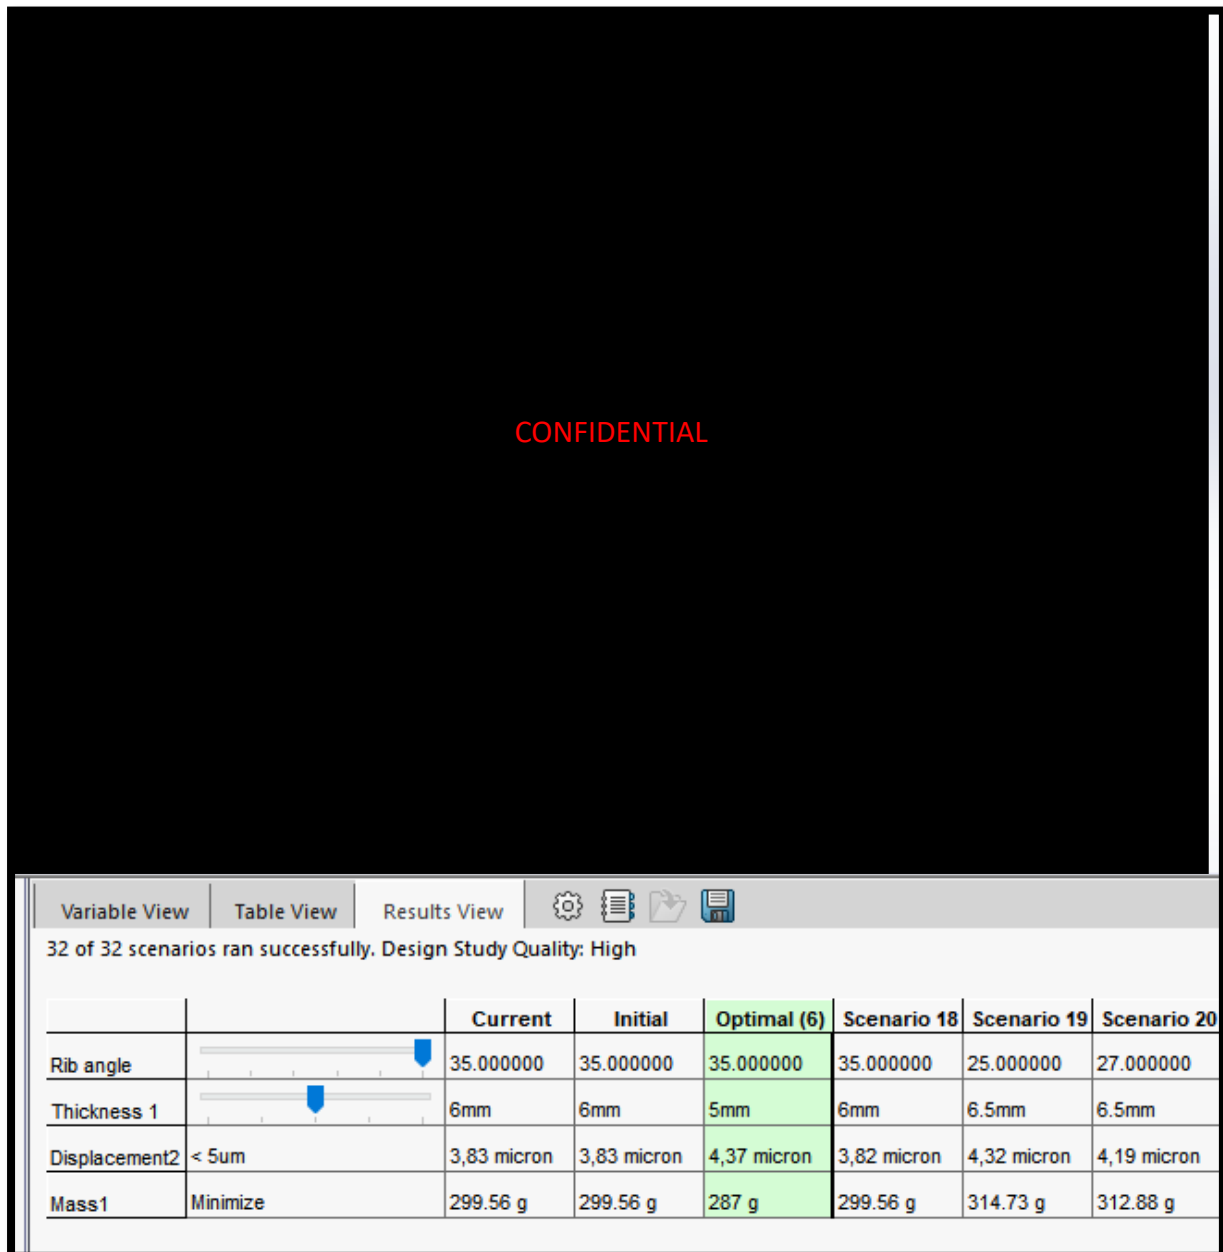 CONFIDENTIAL
Variable View Table View Results View
32 of 32 scenarios ran successfully. Design Study Quality: High
Current Initial Optimal (6) Scenario 18 Scenario 19 Scenario 20
Rib angle 35.000000 35.000000 35.000000 35.000000 25.000000 27.000000
Thickness 1 6mm 6mm 5mm 6mm 6.5mm 6.5mm
Displacement2 < 5um 3,83 micron 3,83 micron 4,37 micron 3,82 micron 4,32 micron 4,19 micron
Mass1 Minimize 299.56 g 299.56 g 287 g 299.56 g 314.73 g 312.88 g